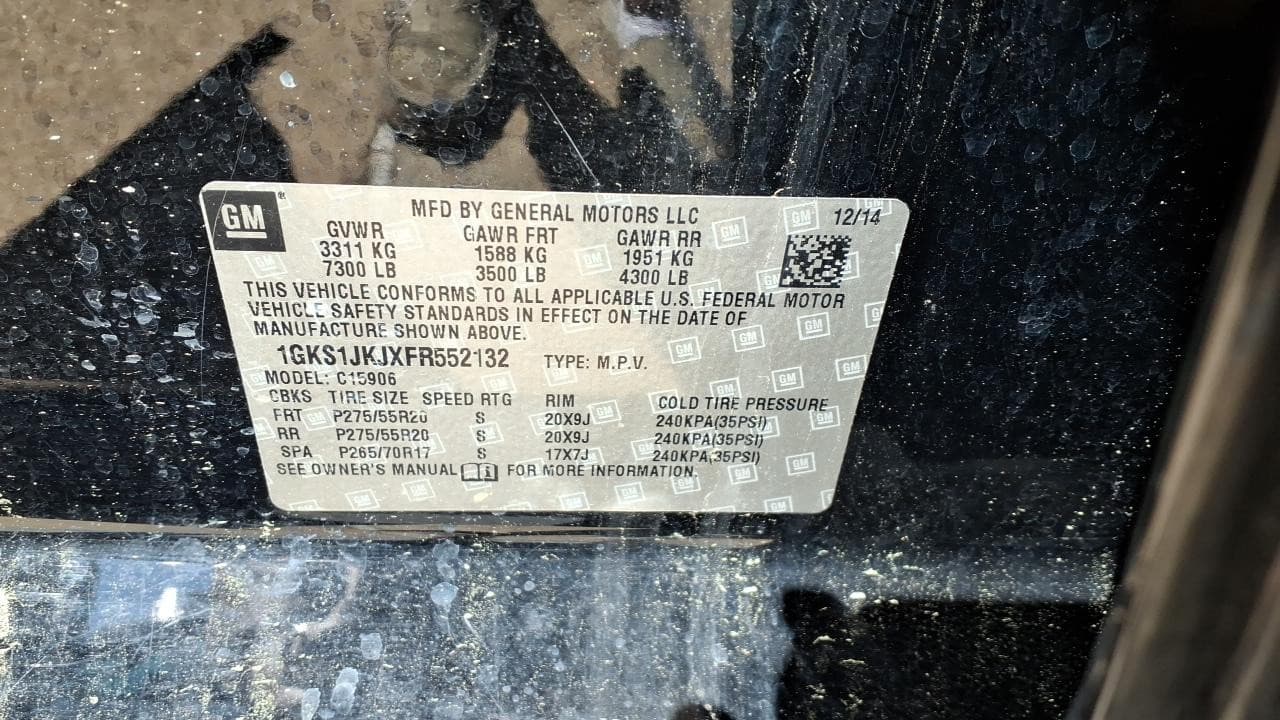 GM®
MFD BY GENERAL MOTORS LLC 12/14
GVWR GAWR FRT GAWR RR
3311 KG 1588 KG 1951 KG
7300 LB 3500 LB 4300 LB
THIS VEHICLE CONFORMS TO ALL APPLICABLE U.S. FEDERAL MOTOR
VEHICLE SAFETY STANDARDS IN EFFECT ON THE DATE OF
MANUFACTURE SHOWN ABOVE.
1GKS1JKJXFR552132 TYPE: M.P.V.
MODEL: C15906
CBKS TIRE SIZE SPEED RTG RIM COLD TIRE PRESSURE
FRT P275/55R20 S 20X9J 240KPA(35PSI)
RR P275/55R20 S 20X9J 240KPA(35PSI)
SPA P265/70R17 S 17X7J 240KPA(35PSI)
SEE OWNER'S MANUAL FOR MORE INFORMATION.